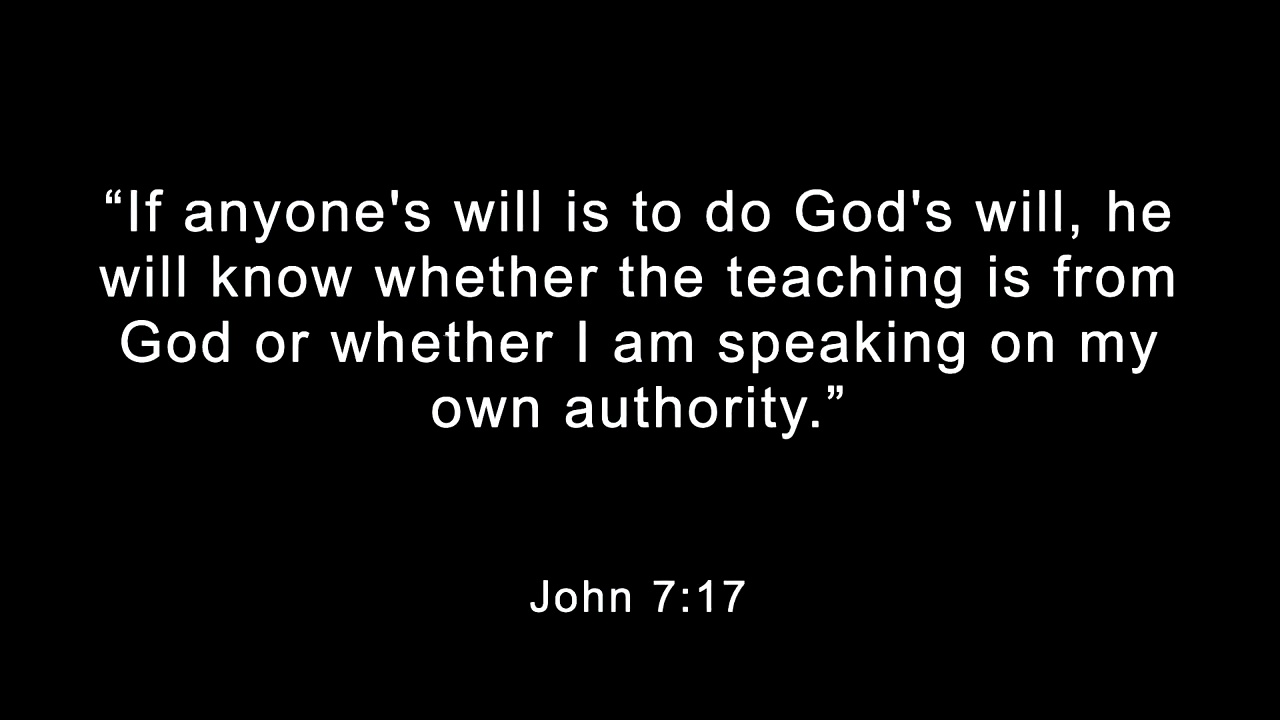 “If anyone's will is to do God's will, he
will know whether the teaching is from
God or whether I am speaking on my
own authority.”
John 7:17